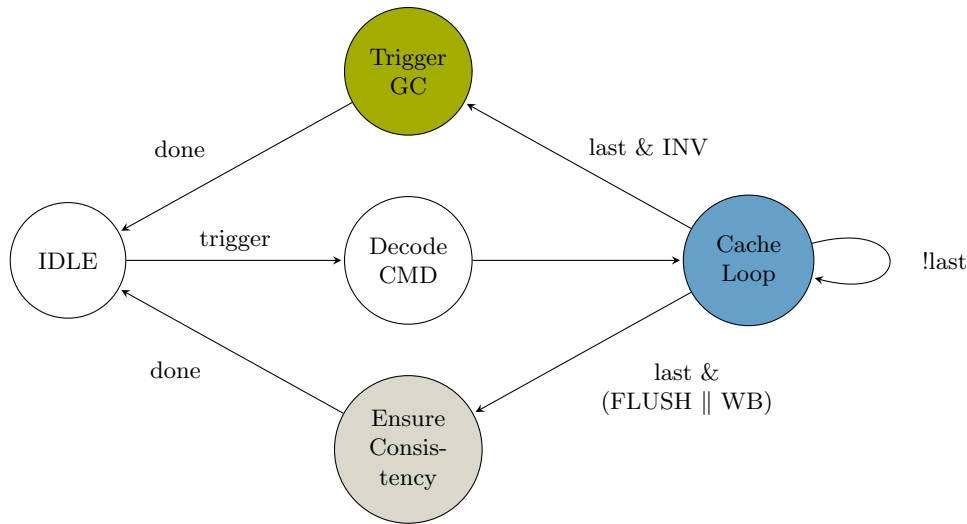 Trigger
GC
done
last & INV
IDLE
trigger
Decode
CMD
Cache
Loop
!last
done
last &
(FLUSH ∥ WB)
Ensure
Consis-
tency